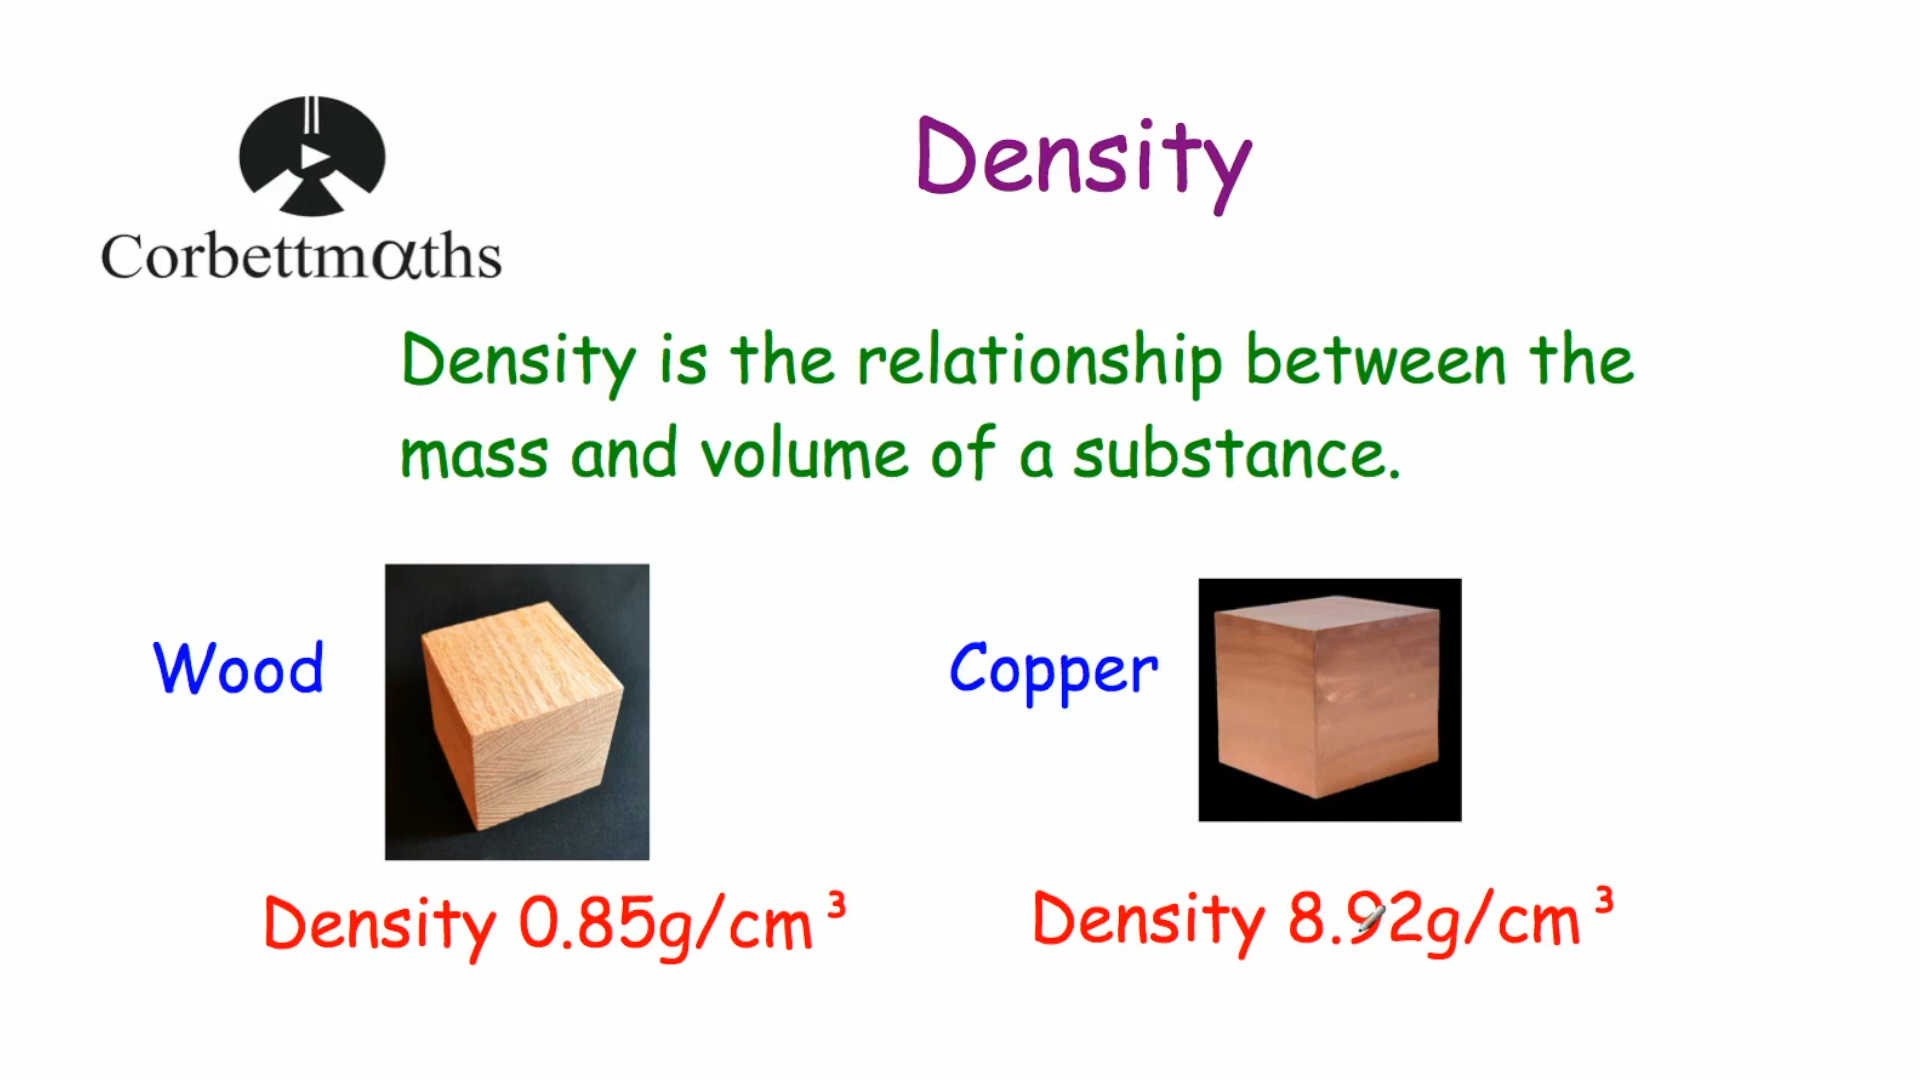 Corbettmαths
Density
Density is the relationship between the
mass and volume of a substance.
Wood
Copper
Density 0.85g/cm³
Density 8.92g/cm³